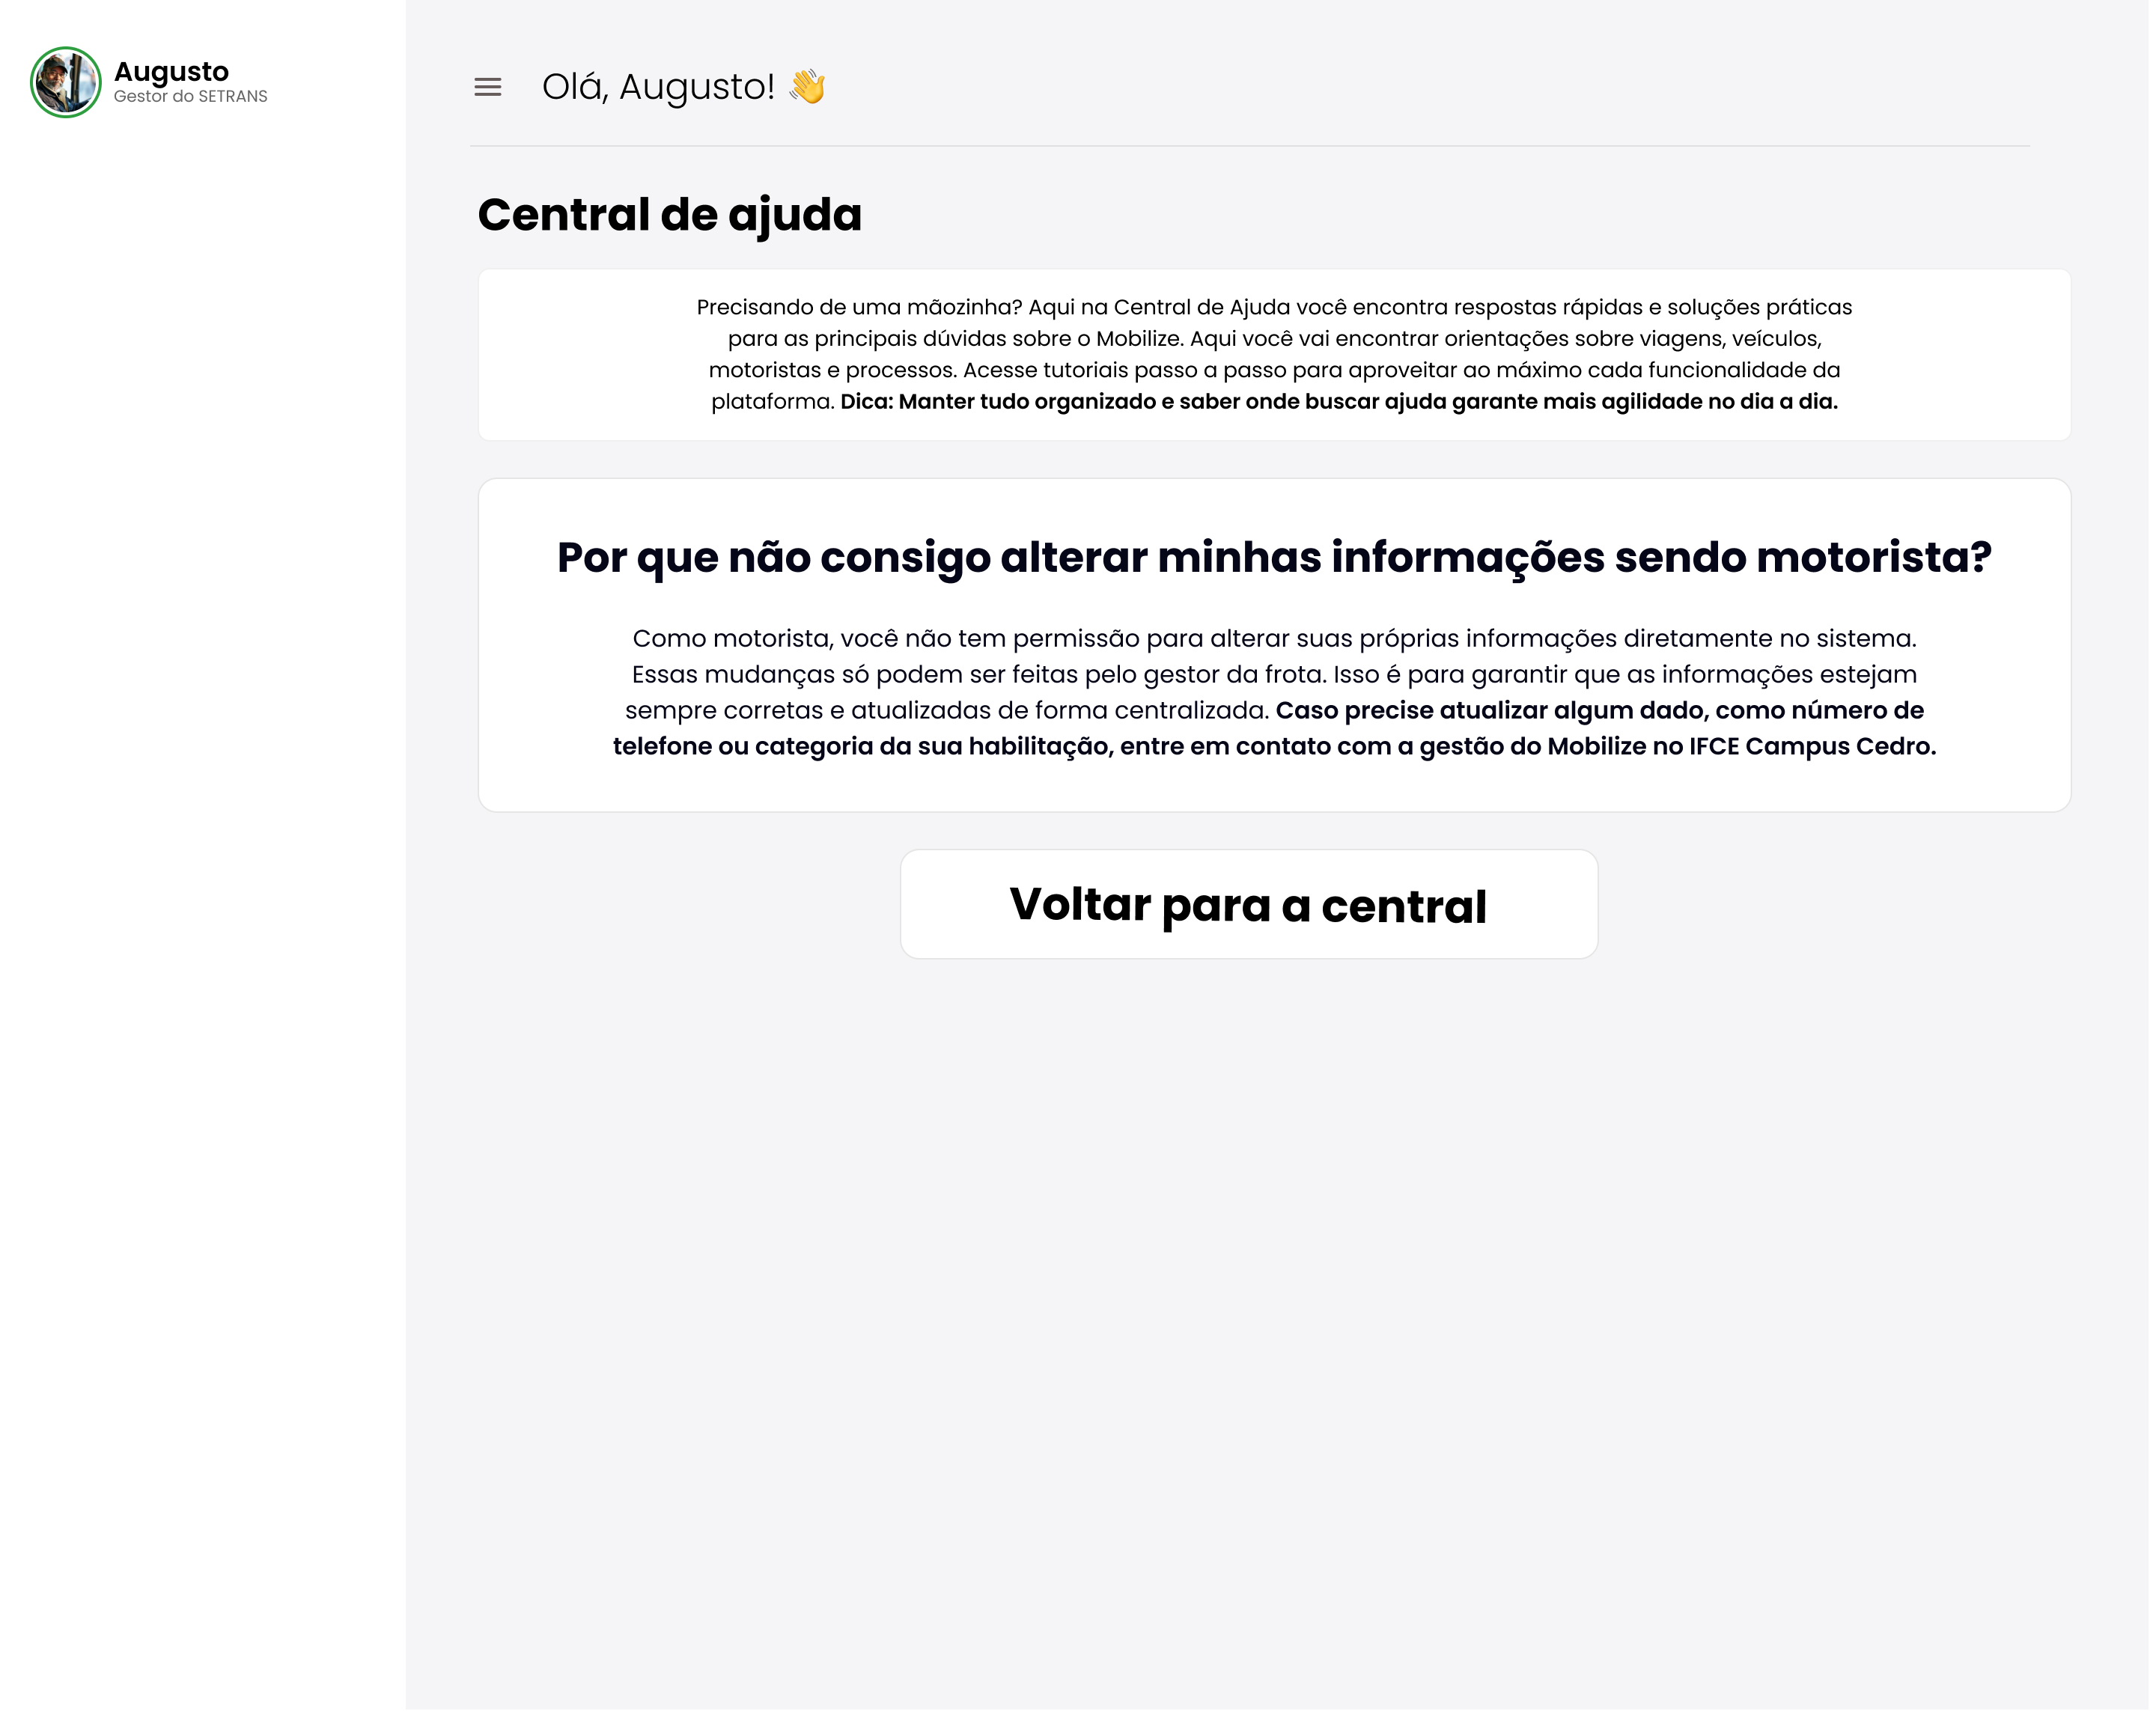 Augusto
Gestor do SETRANS
Olá, Augusto! 👋
Central de ajuda
Precisando de uma mãozinha? Aqui na Central de Ajuda você encontra respostas rápidas e soluções práticas
para as principais dúvidas sobre o Mobilize. Aqui você vai encontrar orientações sobre viagens, veículos,
motoristas e processos. Acesse tutoriais passo a passo para aproveitar ao máximo cada funcionalidade da
plataforma. Dica: Manter tudo organizado e saber onde buscar ajuda garante mais agilidade no dia a dia.
Por que não consigo alterar minhas informações sendo motorista?
Como motorista, você não tem permissão para alterar suas próprias informações diretamente no sistema.
Essas mudanças só podem ser feitas pelo gestor da frota. Isso é para garantir que as informações estejam
sempre corretas e atualizadas de forma centralizada. Caso precise atualizar algum dado, como número de
telefone ou categoria da sua habilitação, entre em contato com a gestão do Mobilize no IFCE Campus Cedro.
Voltar para a central